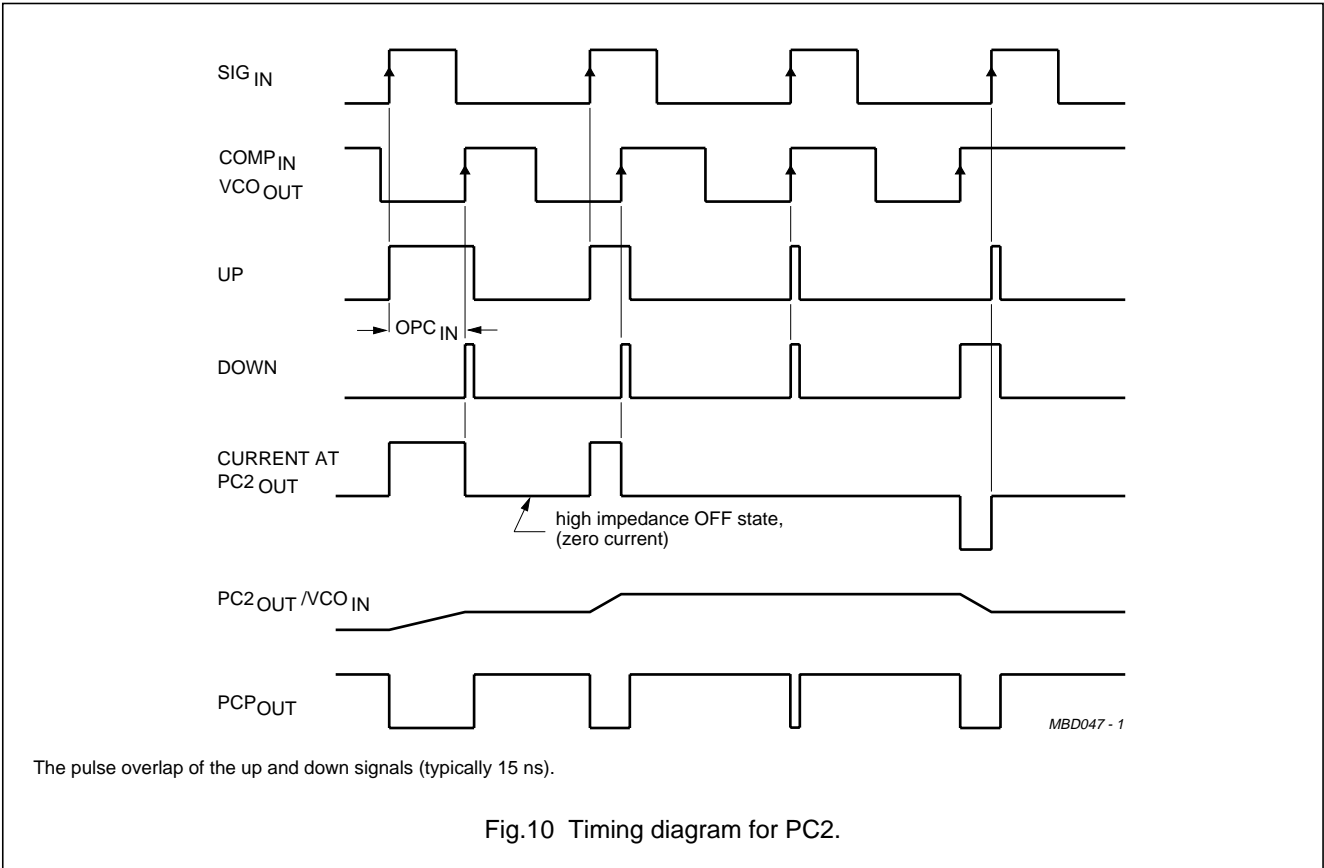 SIG IN
COMP IN
VCO OUT
UP
OPC IN
DOWN
CURRENT AT
PC2 OUT
high impedance OFF state,
(zero current)
PC2 OUT /VCO IN
PCP OUT
MBD047 - 1
The pulse overlap of the up and down signals (typically 15 ns).
Fig.10 Timing diagram for PC2.